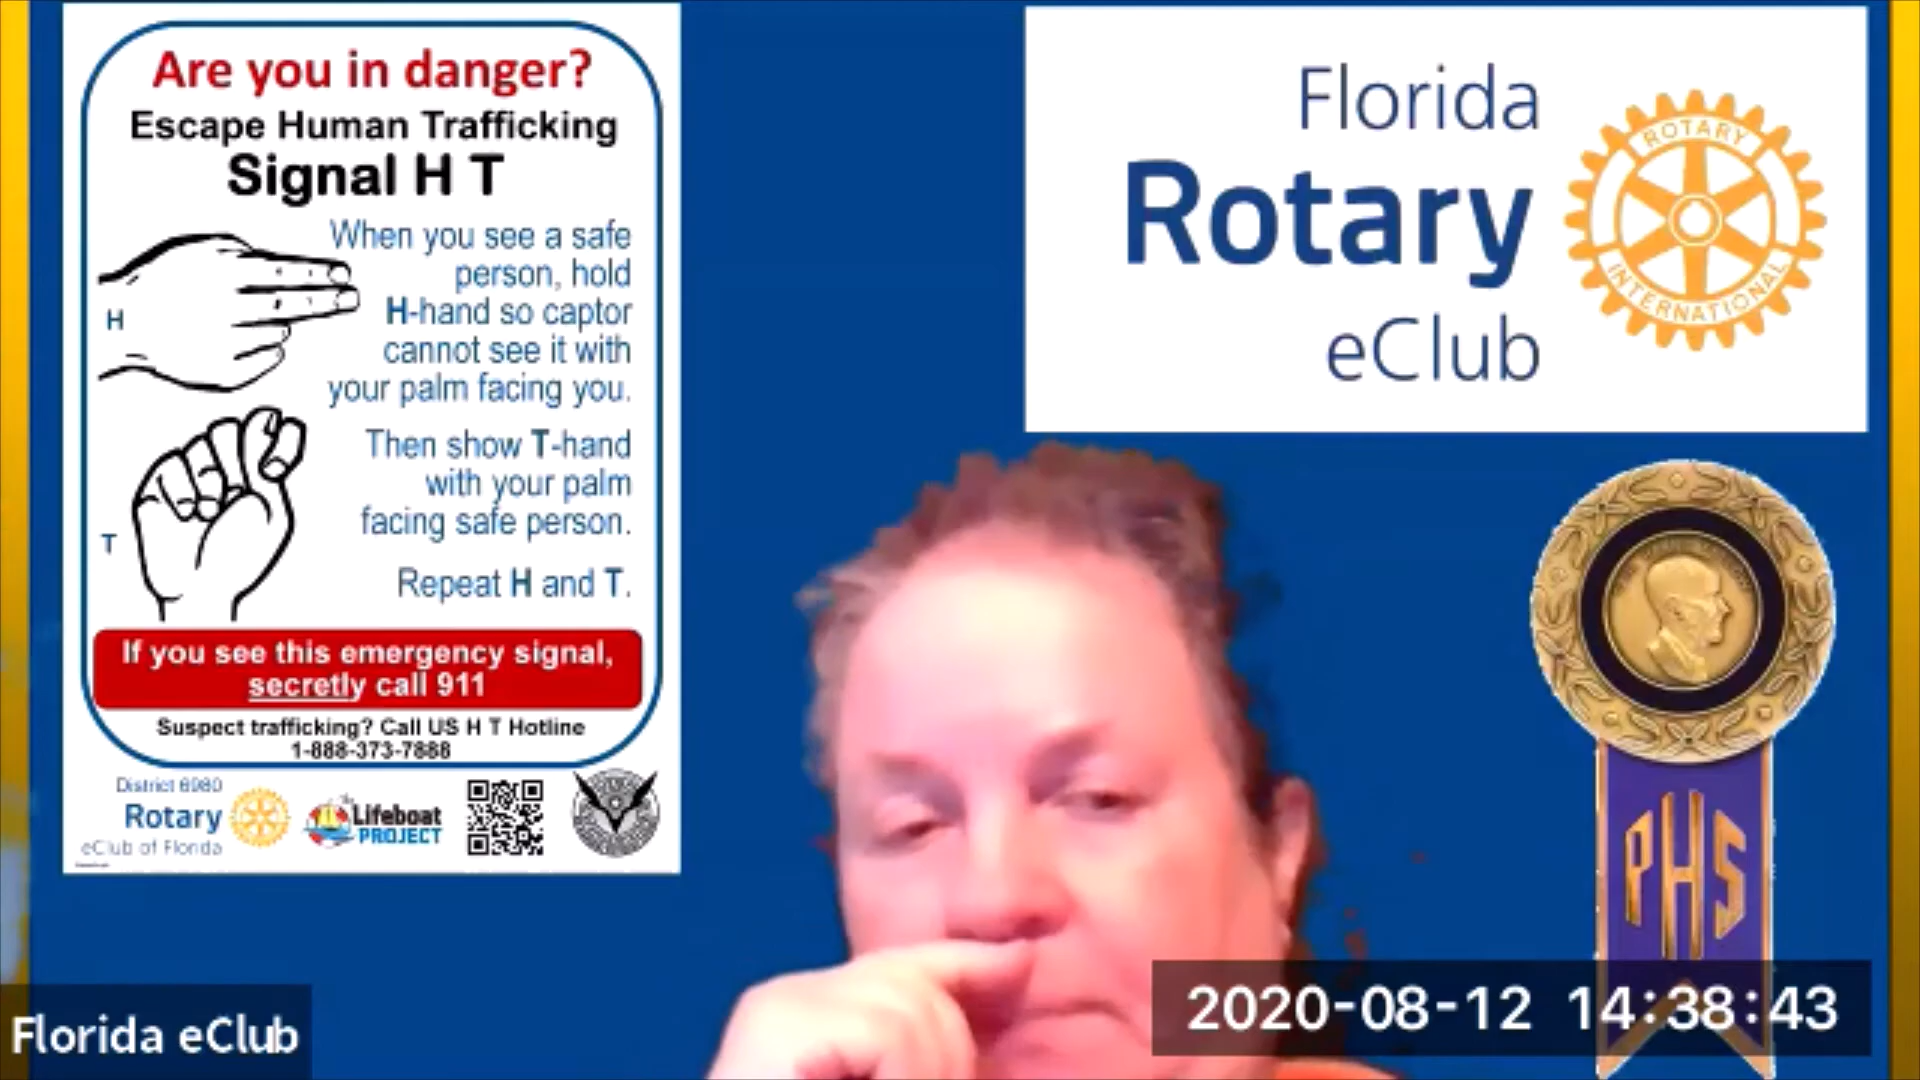 Are you in danger?
Escape Human Trafficking
Signal H T
When you see a safe
person, hold
H-hand so captor
cannot see it with
your palm facing you.
H
Then show T-hand
with your palm
facing safe person.
T
Repeat H and T.
If you see this emergency signal,
secretly call 911
Suspect trafficking? Call US H T Hotline
1-888-373-7888
District 6980
Rotary
eClub of Florida
The Lifeboat
PROJECT
Florida
Rotary
eClub
ROTARY
INTERNATIONAL
PHS
Florida eClub
2020-08-12 14:38:43